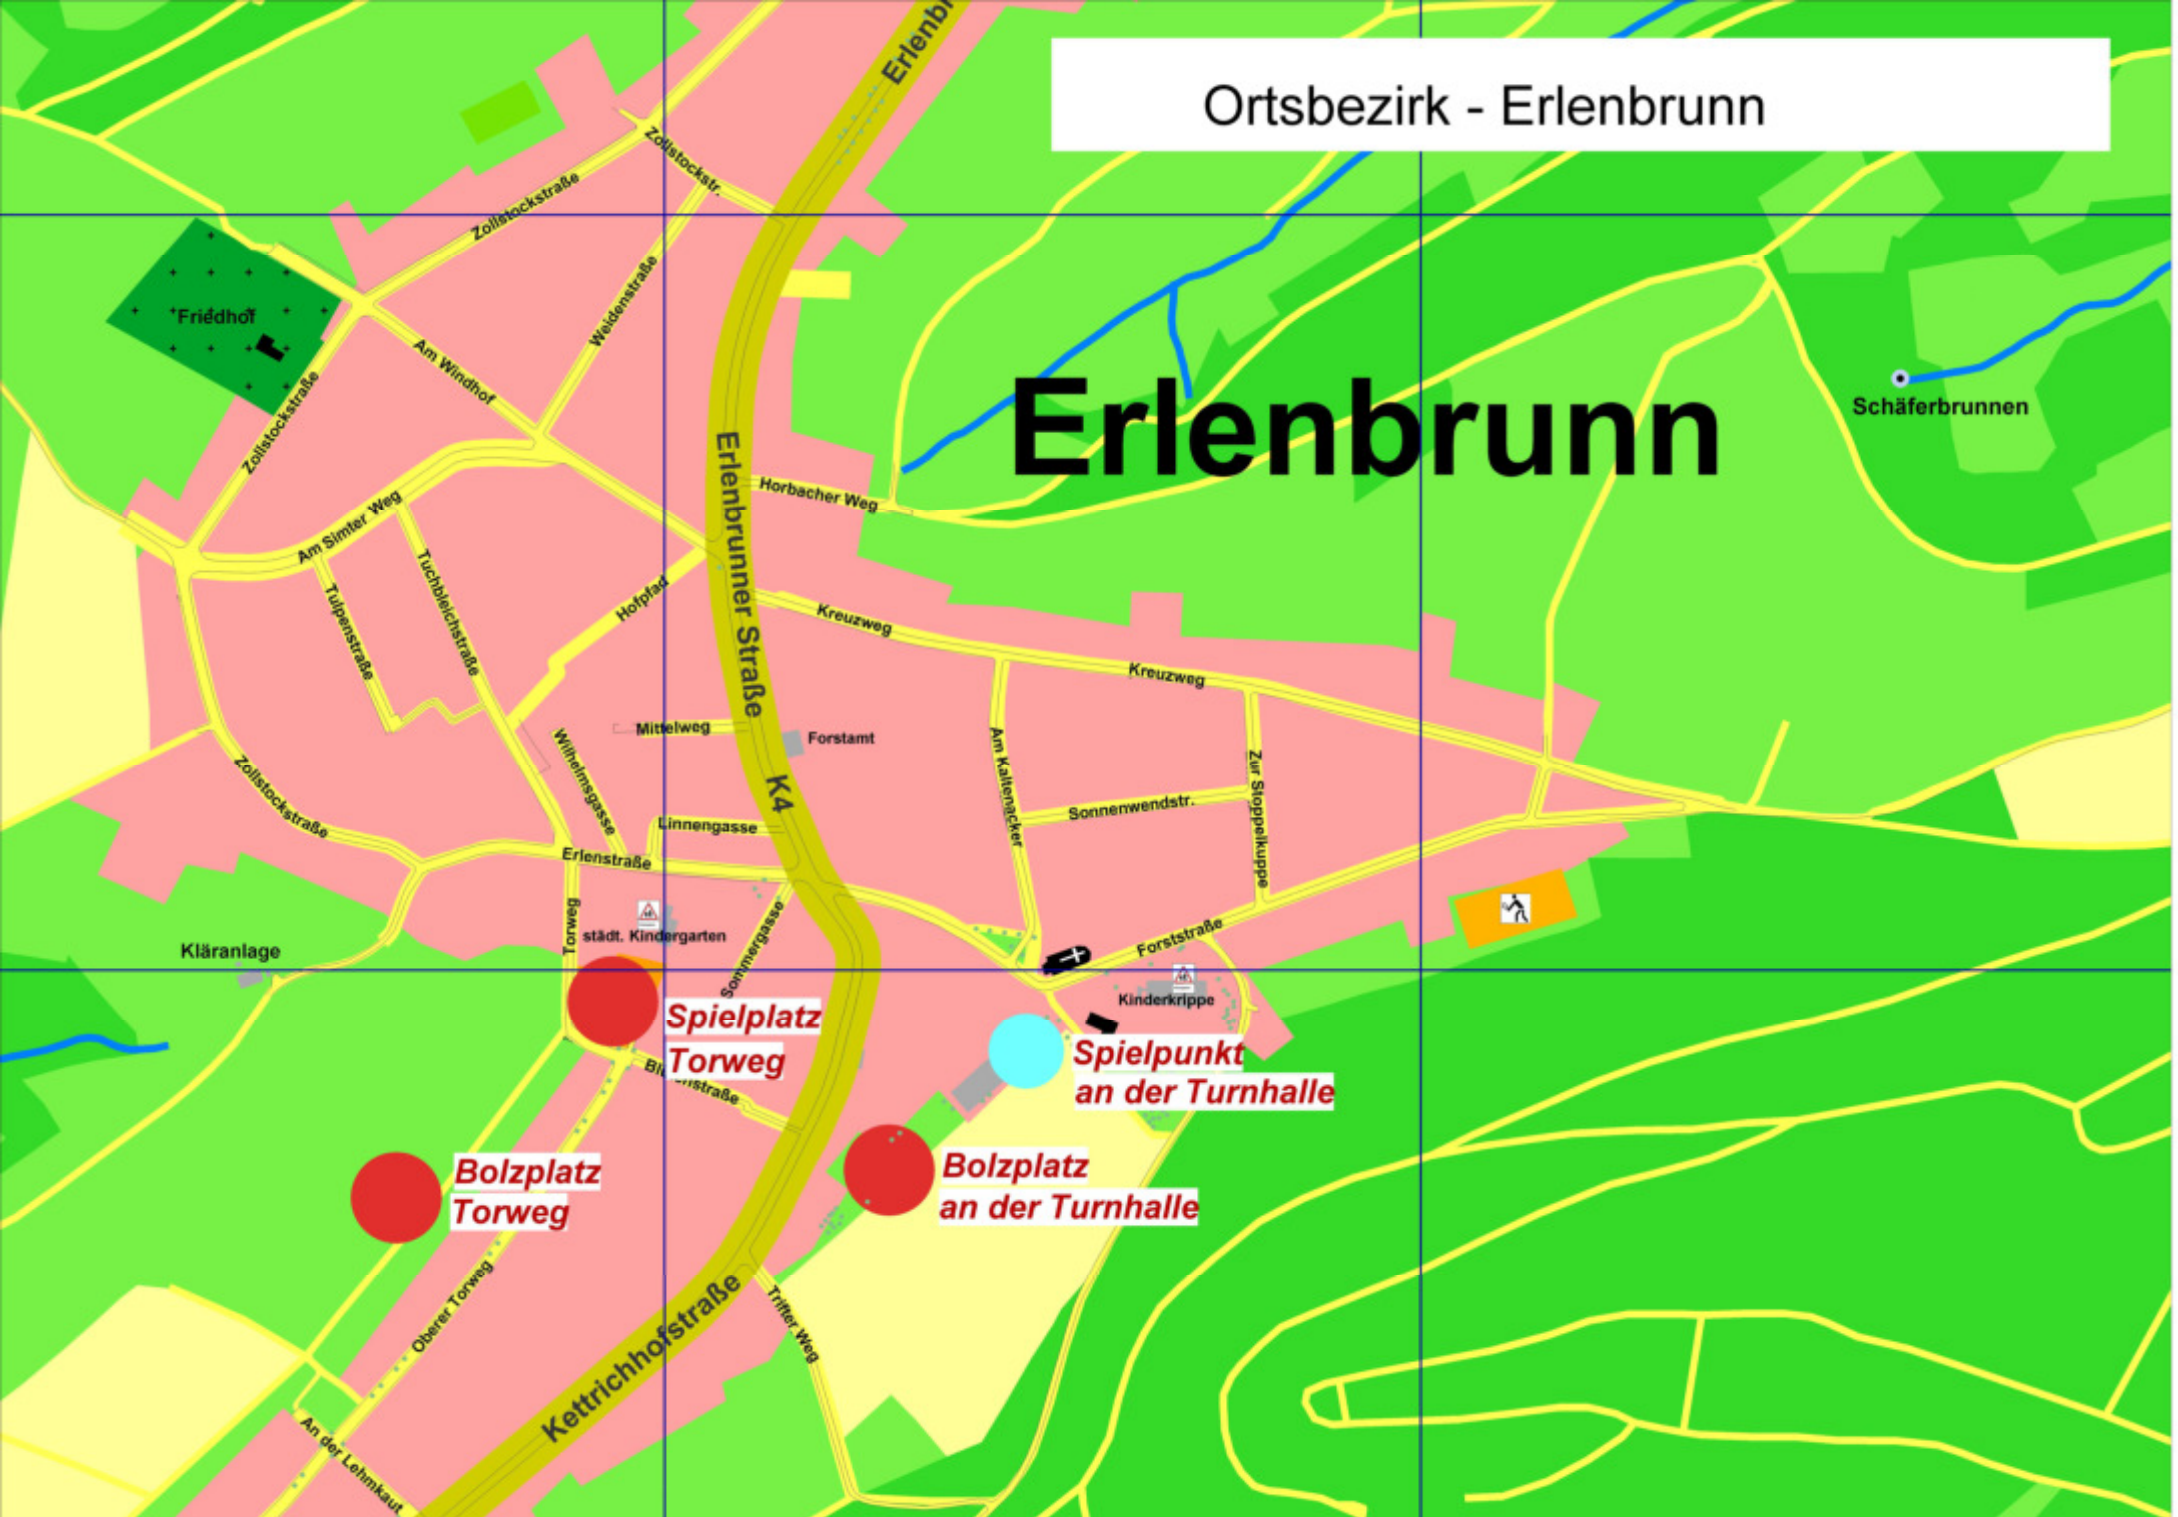 Erlenbr
Ortsbezirk - Erlenbrunn
Zollstockstr.
Zollstockstraße
Weidenstraße
Friedhof
Am Windhof
Zollstockstraße
Erlenbrunn
Schäferbrunnen
Erlenbrunner Straße
Horbacher Weg
Am Simter Weg
Tuchbleichstraße
Tulpenstraße
Hofpfad
Kreuzweg
Kreuzweg
Mittelweg
Forstamt
Wilhelmsgasse
Am Kaltenäcker
Zur Stoppelkuppe
Zollstockstraße
K4
Sonnenwendstr.
Linnengasse
Erlenstraße
Torweg
städt. Kindergarten
Sommergasse
Forststraße
Kläranlage
Kinderkrippe
Spielplatz
Torweg
Spielpunkt
an der Turnhalle
Bolzplatz
Torweg
Bolzplatz
an der Turnhalle
Oberer Torweg
Trifter Weg
Kettrichhofstraße
An der Lehmkaut